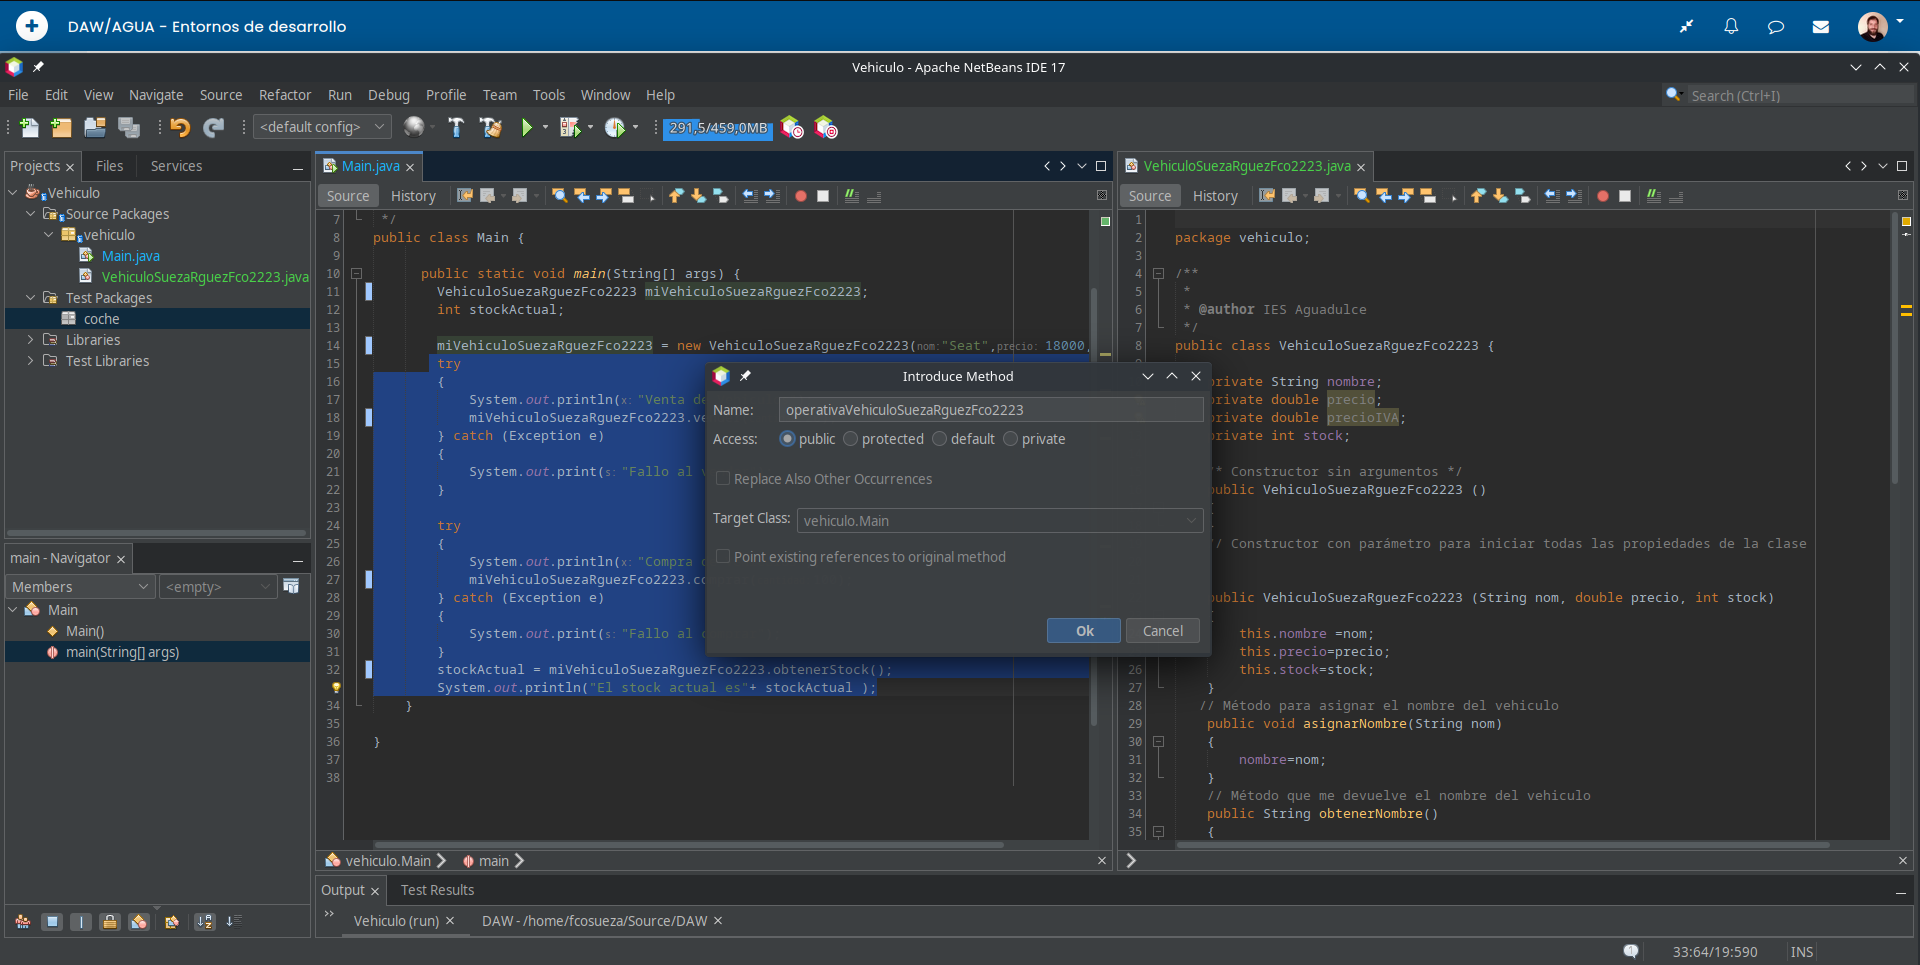 DAW/AGUA - Entornos de desarrollo
Vehiculo - Apache NetBeans IDE 17
File Edit View Navigate Source Refactor Run Debug Profile Team Tools Window Help
Search (Ctrl+I)
<default config>
291,5/459,0MB
Projects Files Services
Vehiculo
Source Packages
vehiculo
Main.java
VehiculoSuezaRguezFco2223.java
Test Packages
coche
Libraries
Test Libraries
main - Navigator
Members <empty>
Main
Main()
main(String[] args)
Main.java
Source History
7 */
8 public class Main {
9
10 public static void main(String[] args) {
11 VehiculoSuezaRguezFco2223 miVehiculoSuezaRguezFco2223;
12 int stockActual;
13
14 miVehiculoSuezaRguezFco2223 = new VehiculoSuezaRguezFco2223(nom:"Seat",precio: 18000,
15 try
16 {
17 System.out.println(x: "Venta de
18 miVehiculoSuezaRguezFco2223.ve
19 } catch (Exception e)
20 {
21 System.out.print(s: "Fallo al v
22 }
23
24 try
25 {
26 System.out.println(x: "Compra
27 miVehiculoSuezaRguezFco2223.co
28 } catch (Exception e)
29 {
30 System.out.print(s: "Fallo al c
31 }
32 stockActual = miVehiculoSuezaRguezFco2223.obtenerStock();
System.out.println("El stock actual es"+ stockActual );
34 }
35
36 }
37
38
vehiculo.Main main
Introduce Method
Name: operativaVehiculoSuezaRguezFco2223
Access: public protected default private
Replace Also Other Occurrences
Target Class: vehiculo.Main
Point existing references to original method
Ok Cancel
VehiculoSuezaRguezFco2223.java
Source History
1
2 package vehiculo;
3
4 /**
5 *
6 * @author IES Aguadulce
7 */
8 public class VehiculoSuezaRguezFco2223 {
rivate String nombre;
rivate double precio;
rivate double precioIVA;
rivate int stock;
* Constructor sin argumentos */
ublic VehiculoSuezaRguezFco2223 ()
/ Constructor con parámetro para iniciar todas las propiedades de la clase
ublic VehiculoSuezaRguezFco2223 (String nom, double precio, int stock)
this.nombre =nom;
this.precio=precio;
26 this.stock=stock;
27 }
28 // Método para asignar el nombre del vehiculo
29 public void asignarNombre(String nom)
30 {
31 nombre=nom;
32 }
33 // Método que me devuelve el nombre del vehiculo
34 public String obtenerNombre()
35 {
Output Test Results
Vehiculo (run) DAW - /home/fcosueza/Source/DAW
33:64/19:590 INS